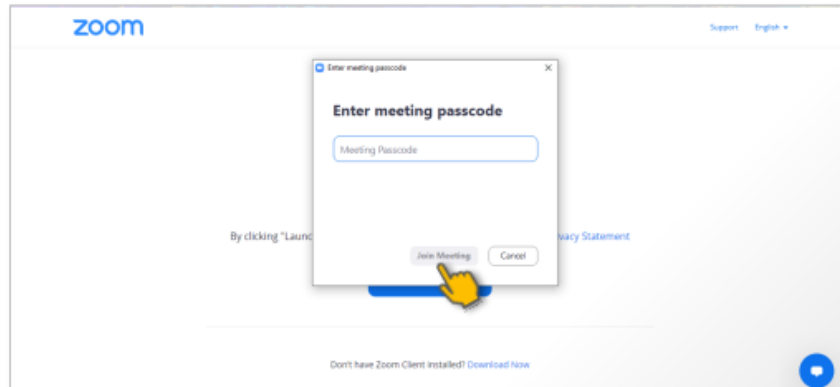 zoom
Support English
Enter meeting passcode
Enter meeting passcode
Meeting Passcode
By clicking "Launc
vacy Statement
Join Meeting Cancel
Don't have Zoom Client installed? Download Now